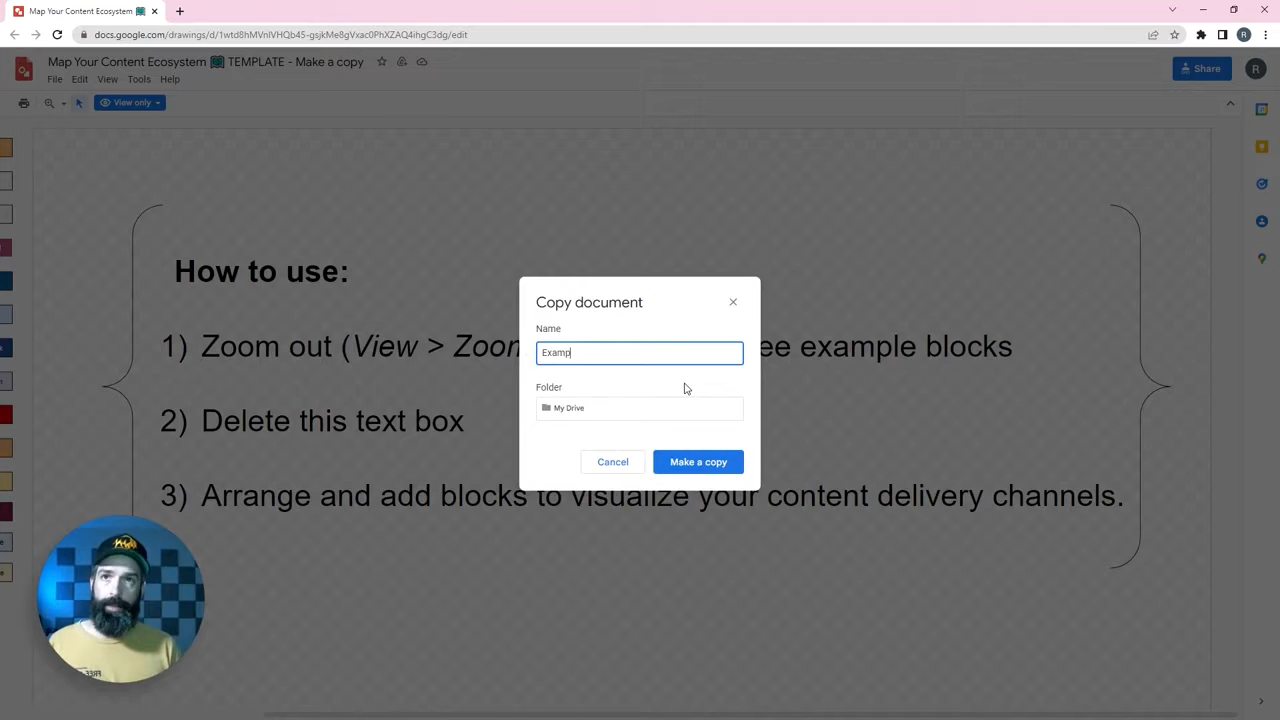 Map Your Content Ecosystem
docs.google.com/drawings/d/1wtd8hMVnlVHQb45-gsjkMe8gVxac0PhXZAQ4ihgC3dg/edit
R
Map Your Content Ecosystem TEMPLATE - Make a copy
File Edit View Tools Help
Share
R
View only
How to use:
1) Zoom out (View > Zoom ee example blocks
2) Delete this text box
3) Arrange and add blocks to visualize your content delivery channels.
Copy document
Name
Examp
Folder
My Drive
Cancel
Make a copy